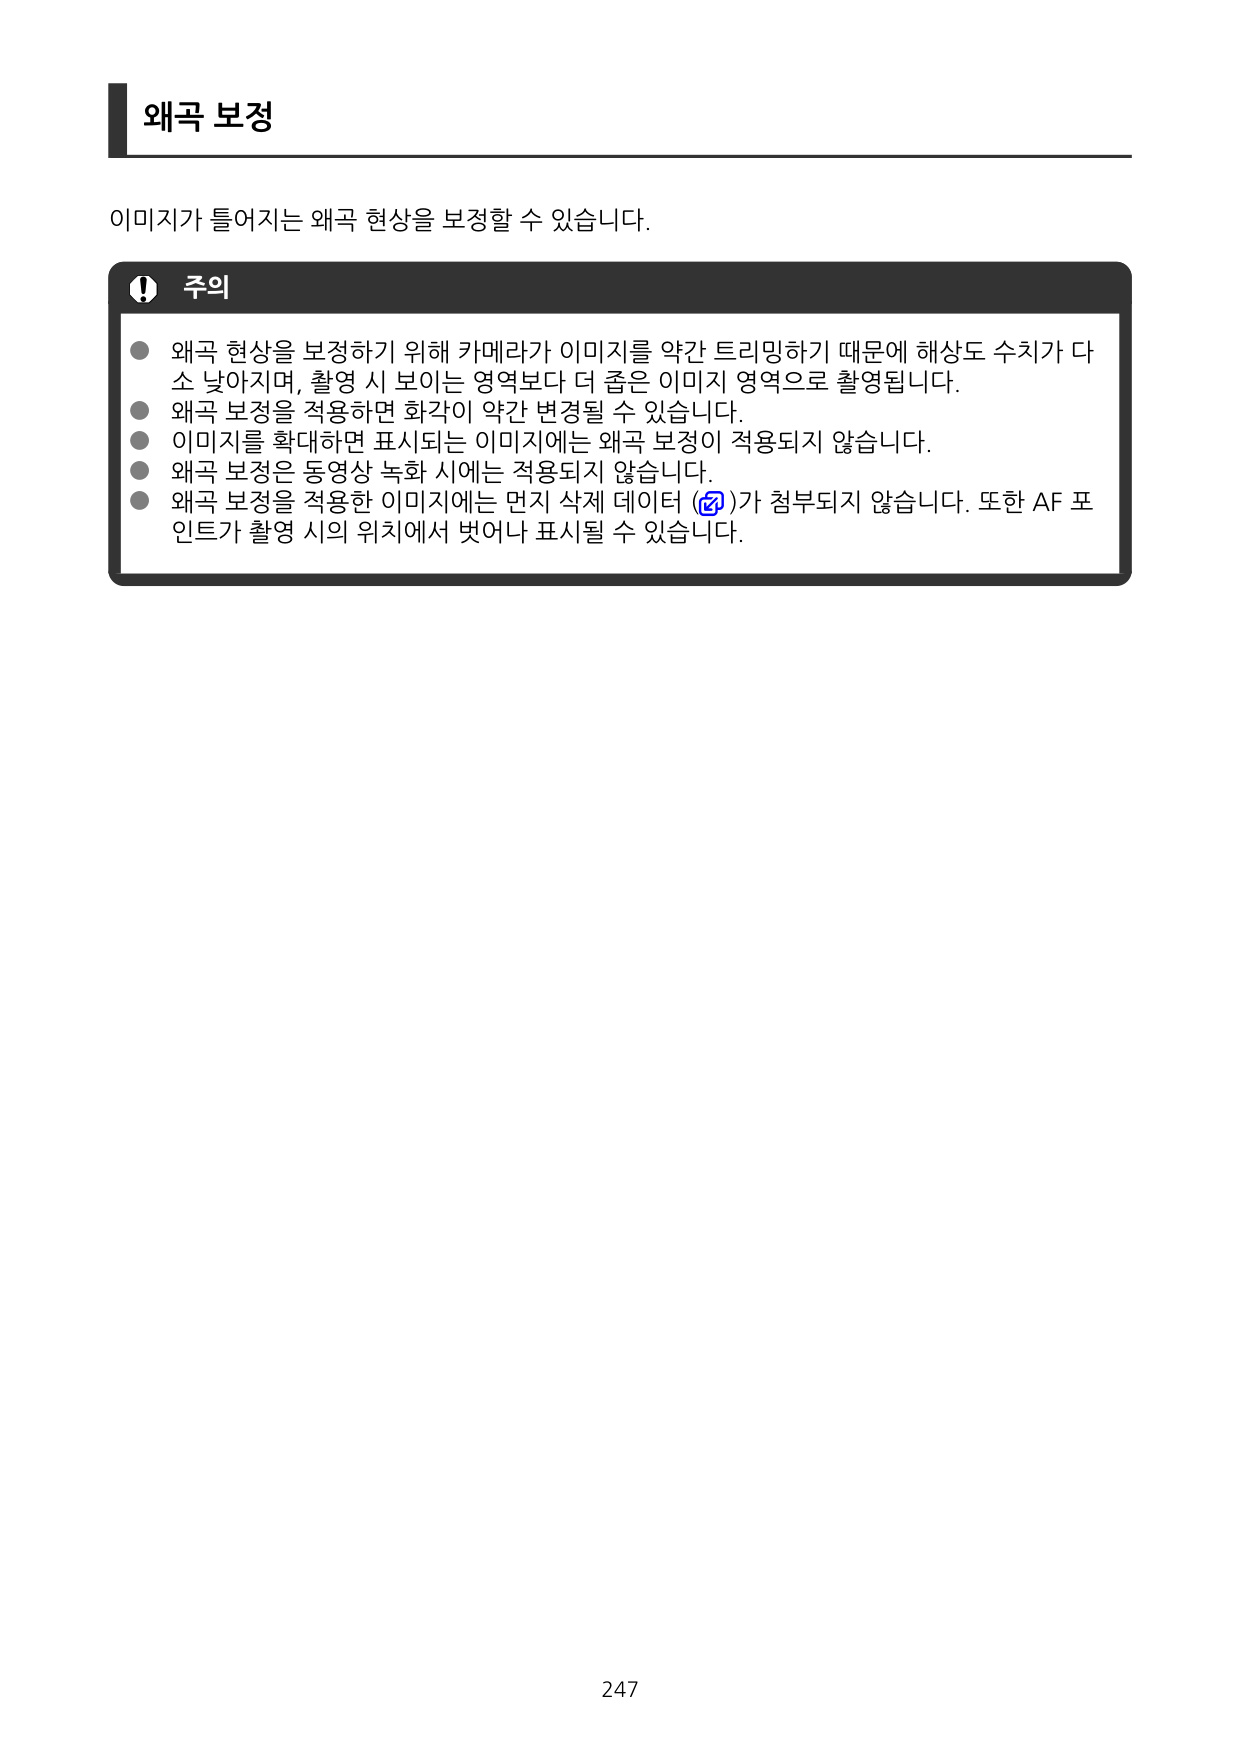 왜곡 보정
이미지가 틀어지는 왜곡 현상을 보정할 수 있습니다.
주의
● 왜곡 현상을 보정하기 위해 카메라가 이미지를 약간 트리밍하기 때문에 해상도 수치가 다
소 낮아지며, 촬영 시 보이는 영역보다 더 좁은 이미지 영역으로 촬영됩니다.
● 왜곡 보정을 적용하면 화각이 약간 변경될 수 있습니다.
● 이미지를 확대하면 표시되는 이미지에는 왜곡 보정이 적용되지 않습니다.
● 왜곡 보정은 동영상 녹화 시에는 적용되지 않습니다.
● 왜곡 보정을 적용한 이미지에는 먼지 삭제 데이터 ( )가 첨부되지 않습니다. 또한 AF 포
인트가 촬영 시의 위치에서 벗어나 표시될 수 있습니다.
247